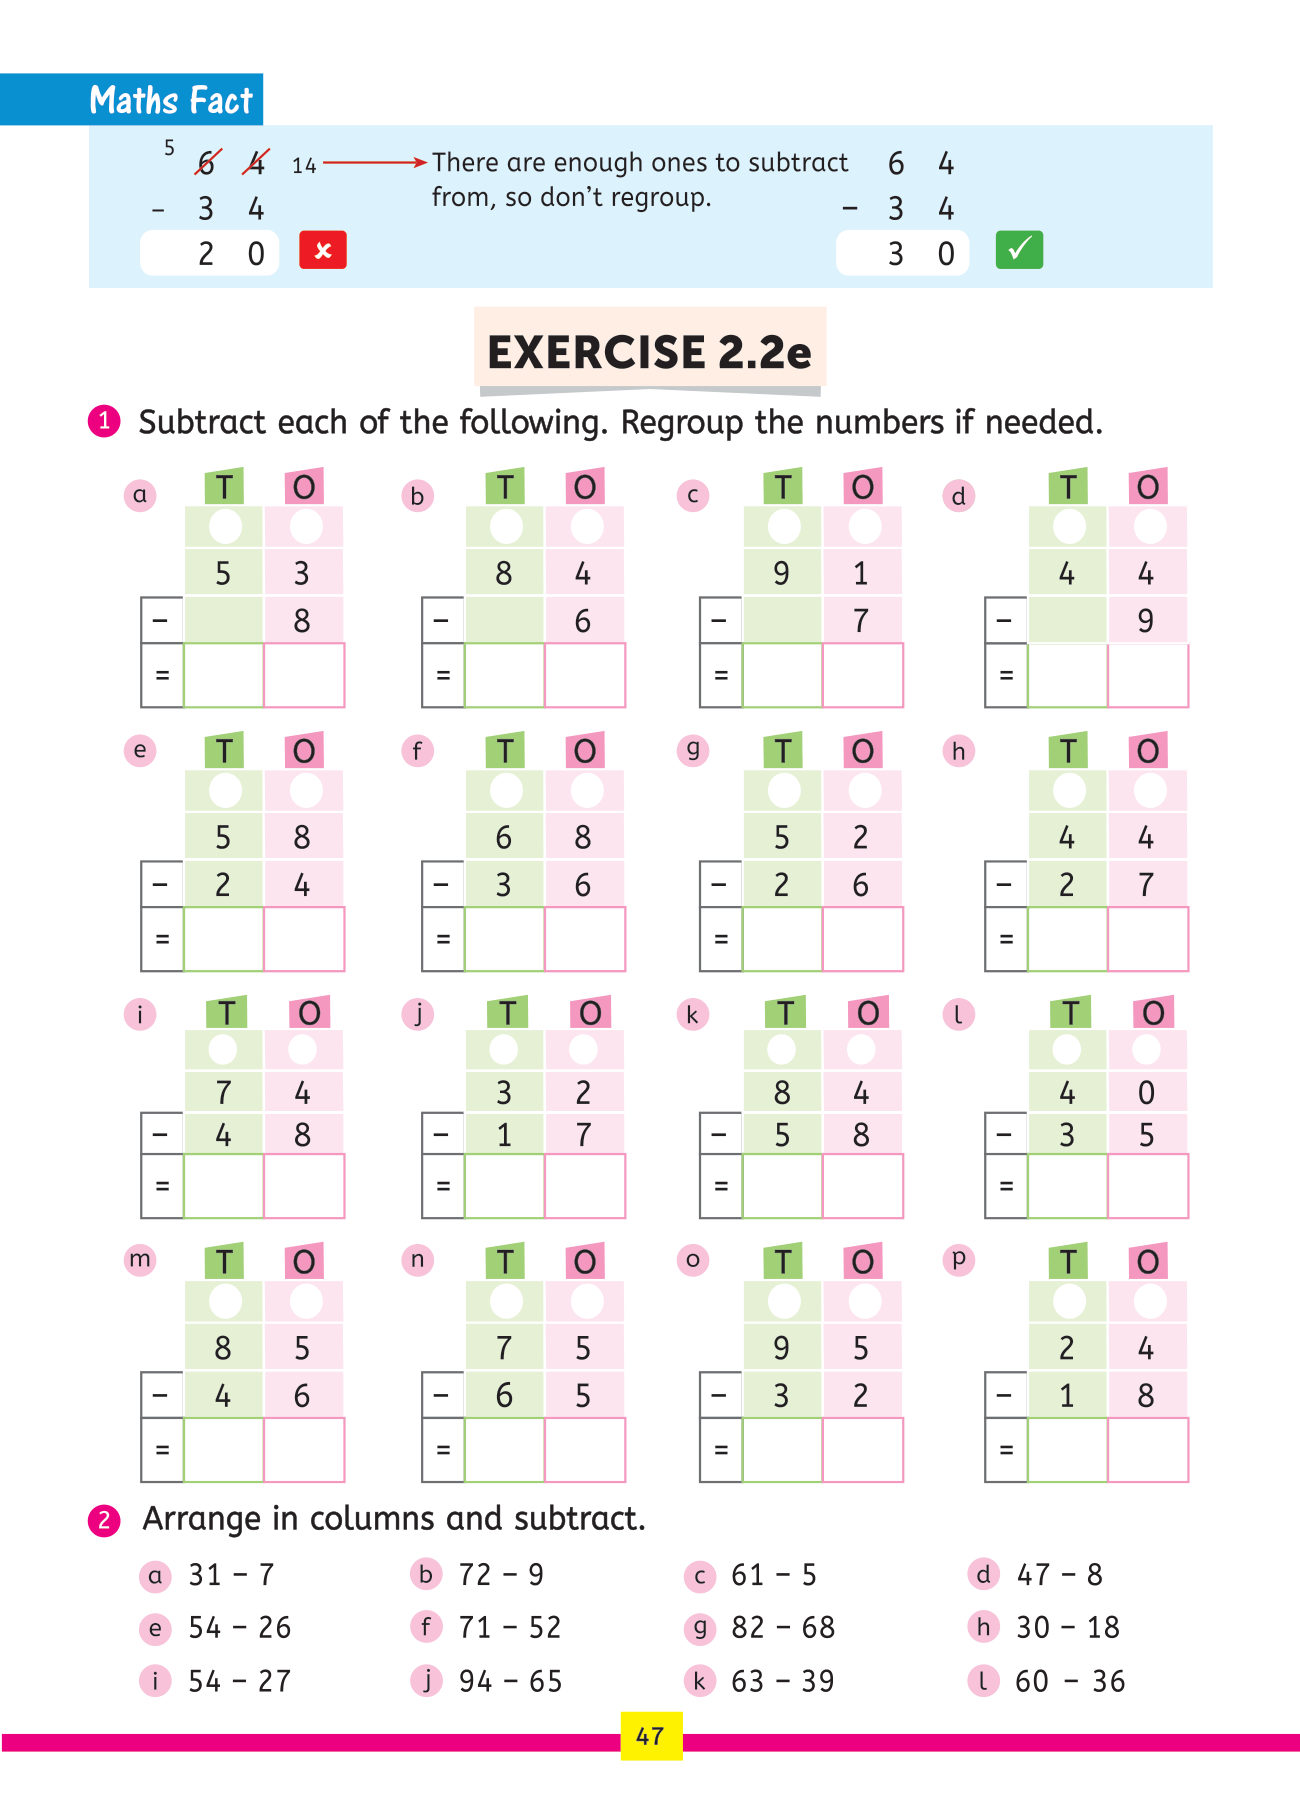 Maths Fact
5 6 4 14 There are enough ones to subtract 6 4
from, so don't regroup.
– 3 4 – 3 4
2 0 ✘ 3 0 ✓
EXERCISE 2.2e
1 Subtract each of the following. Regroup the numbers if needed.
a T O b T O c T O d T O
5 3 8 4 9 1 4 4
– 8 – 6 – 7 – 9
= = = =
e T O f T O g T O h T O
5 8 6 8 5 2 4 4
– 2 4 – 3 6 – 2 6 – 2 7
= = = =
i T O j T O k T O l T O
7 4 3 2 8 4 4 0
– 4 8 – 1 7 – 5 8 – 3 5
= = = =
m T O n T O o T O p T O
8 5 7 5 9 5 2 4
– 4 6 – 6 5 – 3 2 – 1 8
= = = =
2 Arrange in columns and subtract.
a 31 – 7 b 72 – 9 c 61 – 5 d 47 – 8
e 54 – 26 f 71 – 52 g 82 – 68 h 30 – 18
i 54 – 27 j 94 – 65 k 63 – 39 l 60 – 36
47